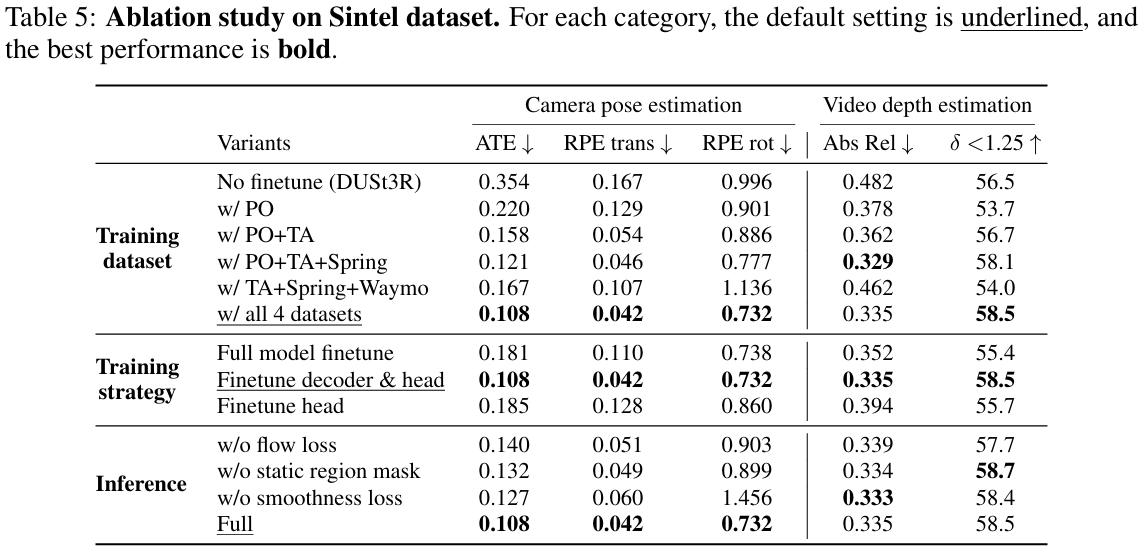 Table 5: Ablation study on Sintel dataset. For each category, the default setting is underlined, and
the best performance is bold.
Camera pose estimation Video depth estimation
Variants ATE ↓ RPE trans ↓ RPE rot ↓ Abs Rel ↓ δ <1.25 ↑
Training dataset
No finetune (DUSt3R) 0.354 0.167 0.996 0.482 56.5
w/ PO 0.220 0.129 0.901 0.378 53.7
w/ PO+TA 0.158 0.054 0.886 0.362 56.7
w/ PO+TA+Spring 0.121 0.046 0.777 0.329 58.1
w/ TA+Spring+Waymo 0.167 0.107 1.136 0.462 54.0
w/ all 4 datasets 0.108 0.042 0.732 0.335 58.5
Training strategy
Full model finetune 0.181 0.110 0.738 0.352 55.4
Finetune decoder & head 0.108 0.042 0.732 0.335 58.5
Finetune head 0.185 0.128 0.860 0.394 55.7
Inference
w/o flow loss 0.140 0.051 0.903 0.339 57.7
w/o static region mask 0.132 0.049 0.899 0.334 58.7
w/o smoothness loss 0.127 0.060 1.456 0.333 58.4
Full 0.108 0.042 0.732 0.335 58.5